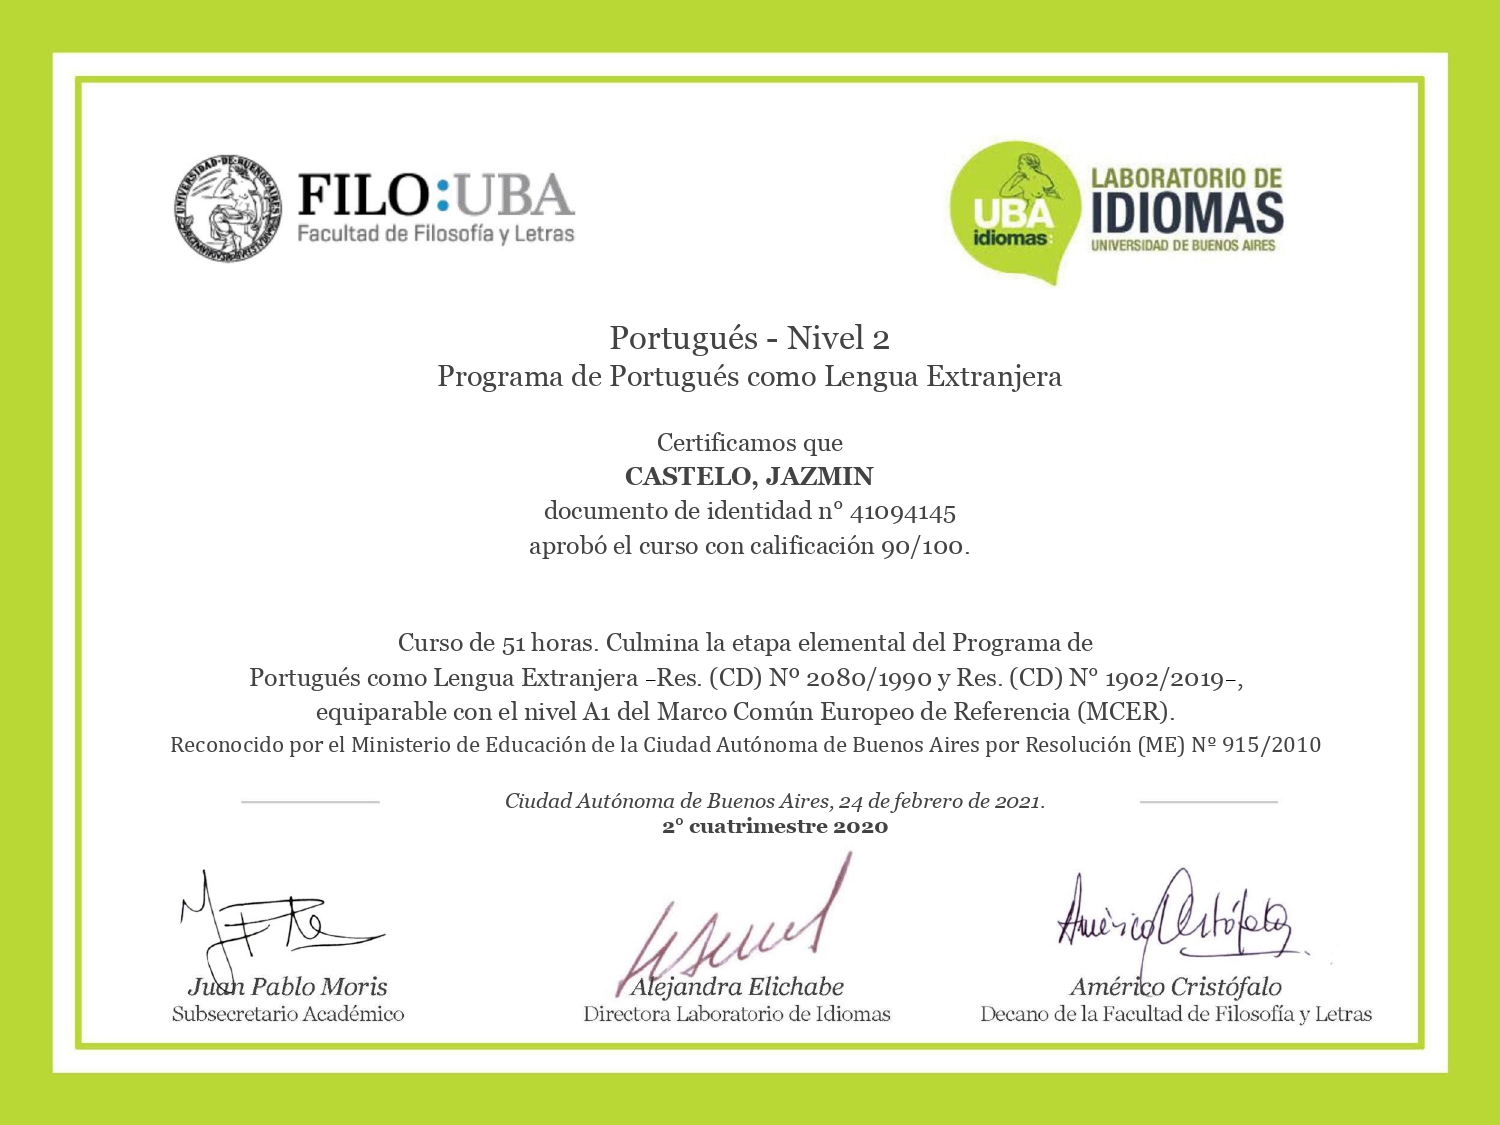 UNIVERSIDAD DE BUENOS AIRES
FILO:UBA
Facultad de Filosofía y Letras
UBA
idiomas:
LABORATORIO DE
IDIOMAS
UNIVERSIDAD DE BUENOS AIRES
Portugués - Nivel 2
Programa de Portugués como Lengua Extranjera
Certificamos que
CASTELO, JAZMIN
documento de identidad n° 41094145
aprobó el curso con calificación 90/100.
Curso de 51 horas. Culmina la etapa elemental del Programa de
Portugués como Lengua Extranjera –Res. (CD) Nº 2080/1990 y Res. (CD) N° 1902/2019–,
equiparable con el nivel A1 del Marco Común Europeo de Referencia (MCER).
Reconocido por el Ministerio de Educación de la Ciudad Autónoma de Buenos Aires por Resolución (ME) Nº 915/2010
Ciudad Autónoma de Buenos Aires, 24 de febrero de 2021.
2° cuatrimestre 2020
Américo Cristófalo
Juan Pablo Moris
Subsecretario Académico
Alejandra Elichabe
Directora Laboratorio de Idiomas
Américo Cristófalo
Decano de la Facultad de Filosofía y Letras